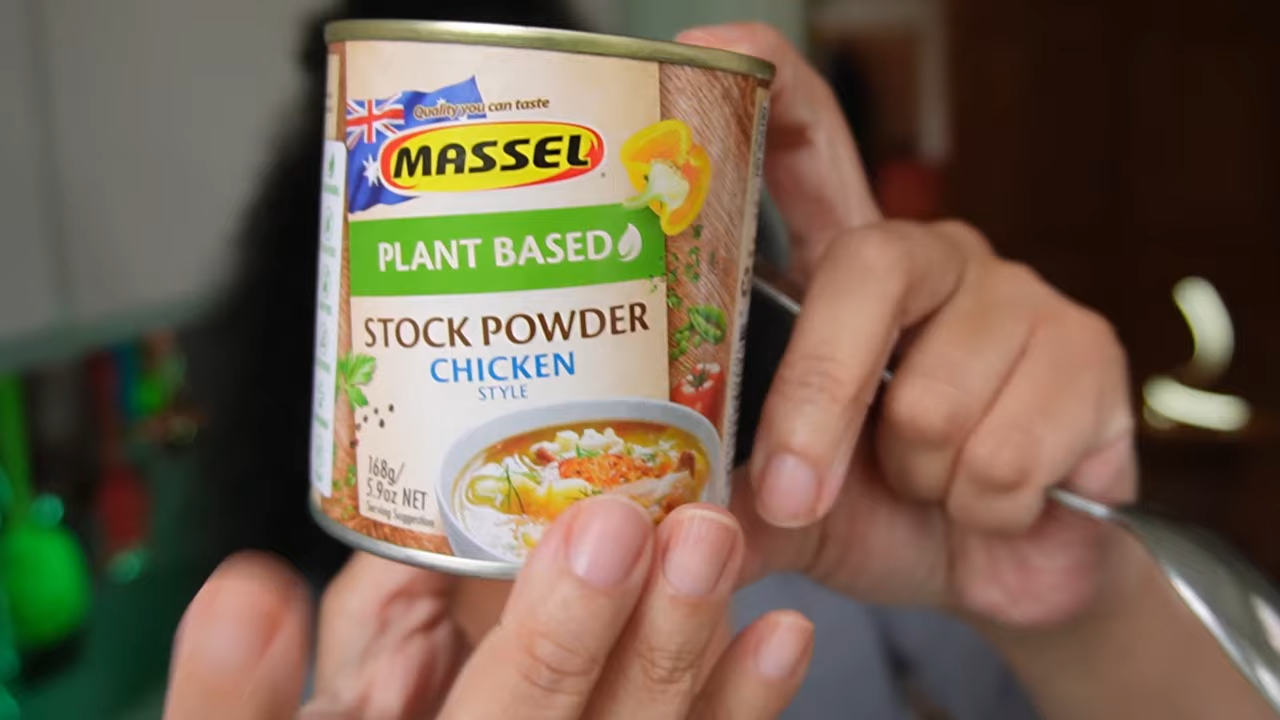 Quality you can taste
MASSEL
PLANT BASED
STOCK POWDER
CHICKEN
STYLE
168g/
5.9oz NET
Serving Suggestion